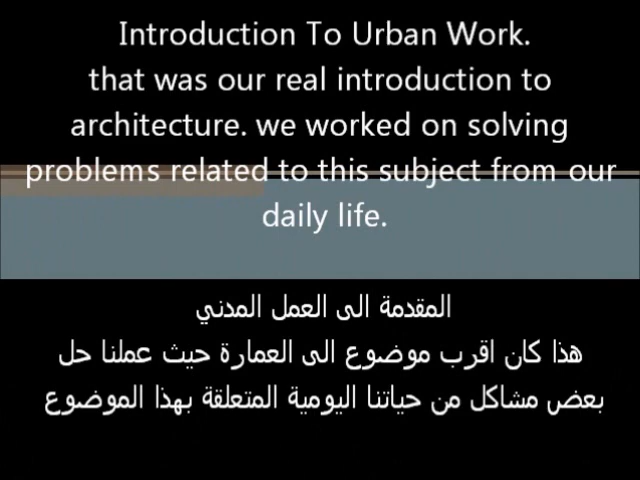 Introduction To Urban Work.
that was our real introduction to
architecture. we worked on solving
problems related to this subject from our
daily life.
المقدمة الى العمل المدني
هذا كان اقرب موضوع الى العمارة حيث عملنا حل
بعض مشاكل من حياتنا اليومية المتعلقة بهذا الموضوع